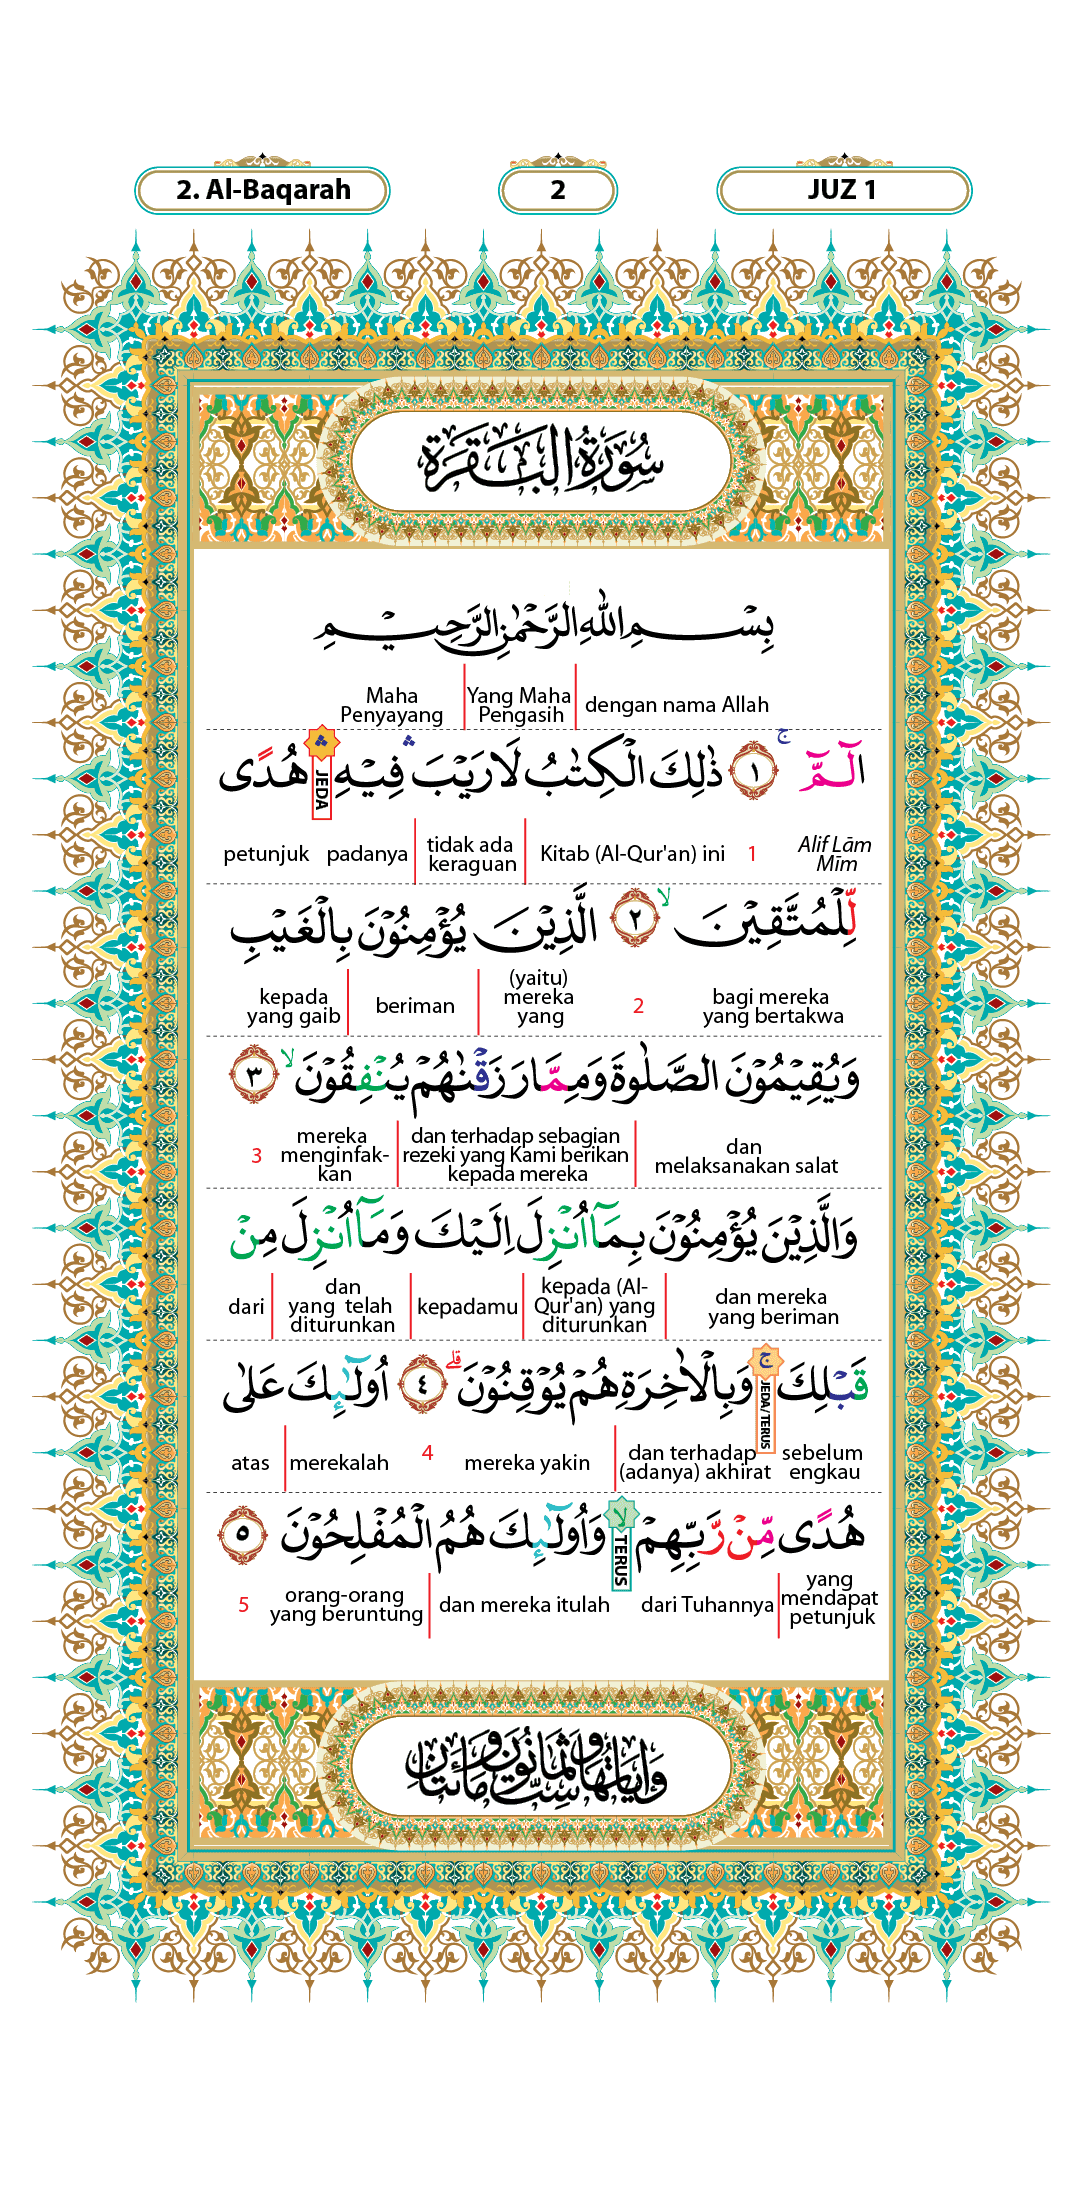 2. Al-Baqarah 2 JUZ 1
سُوْرَةُ الْبَقَرَةِ
بِسْمِ اللّٰهِ الرَّحْمٰنِ الرَّحِيْمِ
dengan nama Allah Yang Maha Pengasih Maha Penyayang
الۤمّۤ ۚ ١ ذٰلِكَ الْكِتٰبُ لَا رَيْبَ ۛ فِيْهِ ۛ هُدًى
JEDA
Alif Lām Mīm 1 Kitab (Al-Qur'an) ini tidak ada keraguan padanya petunjuk
لِّلْمُتَّقِيْنَ ۙ ٢ الَّذِيْنَ يُؤْمِنُوْنَ بِالْغَيْبِ
bagi mereka yang bertakwa 2 (yaitu) mereka yang beriman kepada yang gaib
وَيُقِيْمُوْنَ الصَّلٰوةَ وَمِمَّا رَزَقْنٰهُمْ يُنْفِقُوْنَ ۙ ٣
dan melaksanakan salat dan terhadap sebagian rezeki yang Kami berikan kepada mereka mereka menginfak-kan 3
وَالَّذِيْنَ يُؤْمِنُوْنَ بِمَآ اُنْزِلَ اِلَيْكَ وَمَآ اُنْزِلَ مِنْ
dan mereka yang beriman kepada (Al-Qur'an) yang diturunkan kepadamu dan yang telah diturunkan dari
قَبْلِكَ ۚ وَبِالْاٰخِرَةِ هُمْ يُوْقِنُوْنَ ۗ ٤ اُولٰۤىِٕكَ عَلٰى
JEDA/TERUS
sebelum engkau dan terhadap (adanya) akhirat mereka yakin 4 merekalah atas
هُدًى مِّنْ رَّبِّهِمْ ۙ وَاُولٰۤىِٕكَ هُمُ الْمُفْلِحُوْنَ ٥
TERUS
yang mendapat petunjuk dari Tuhannya dan mereka itulah orang-orang yang beruntung 5
وَاٰيَاتُهَا مِائَتَانِ وَسِتٌّ وَثَمَانُوْنَ